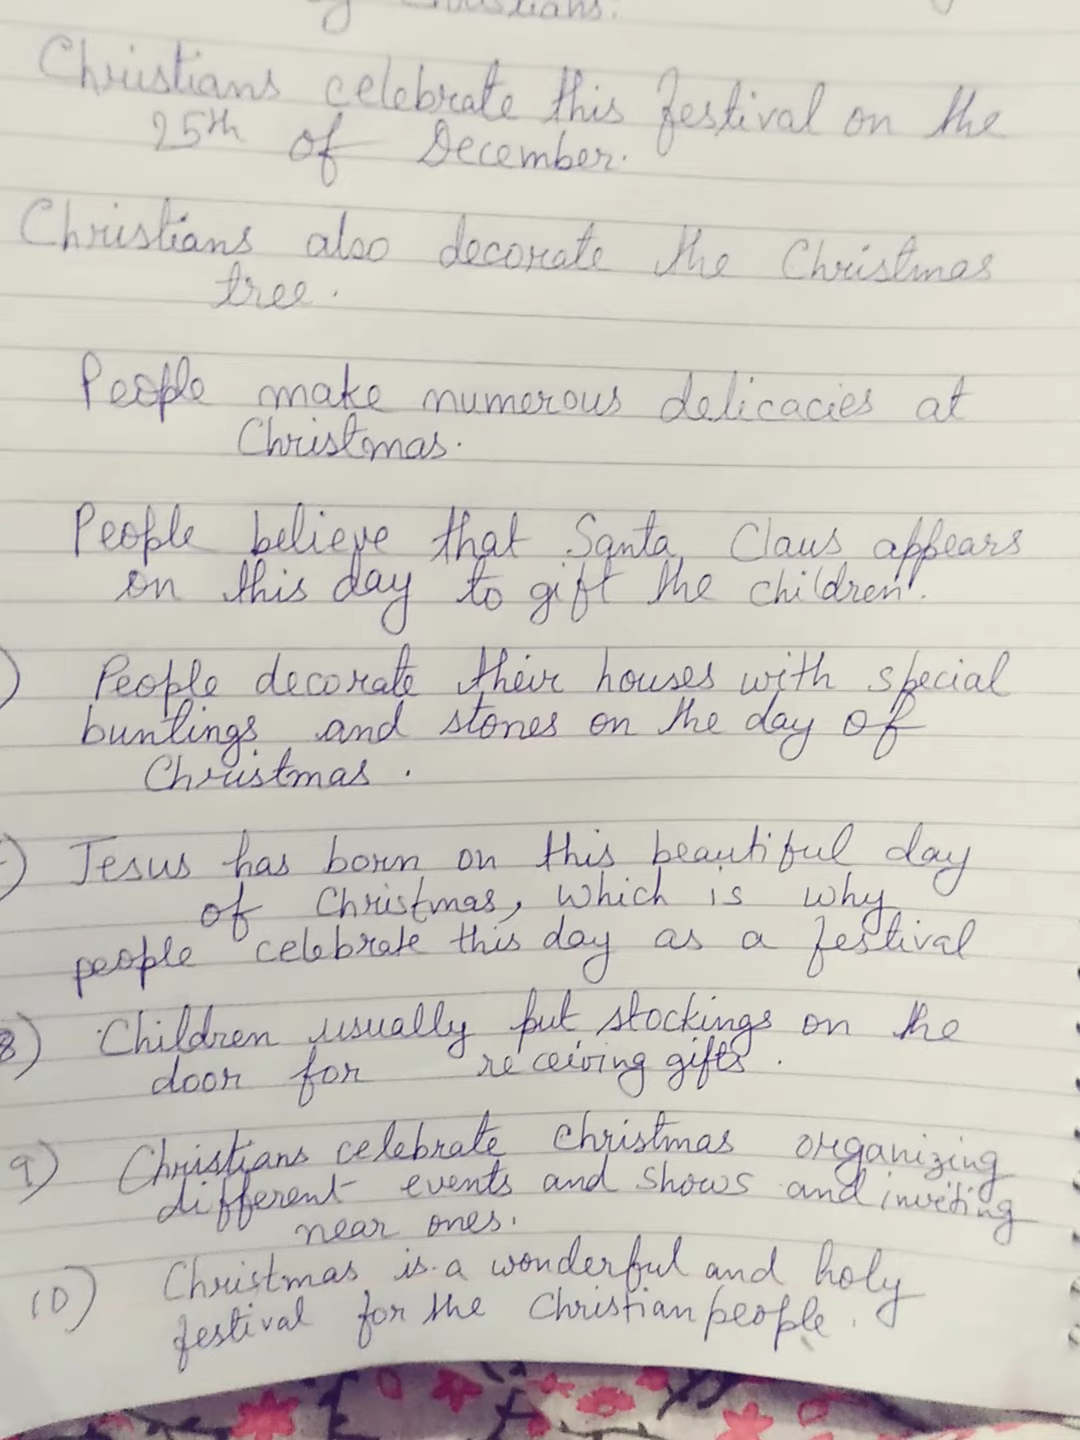 by Christians.
Christians celebrate this festival on the
25th of December.
Christians also decorate the Christmas
tree.
People make numerous delicacies at
Christmas.
People believe that Santa Claus appears
on this day to gift the children.
) People decorate their houses with special
buntings and stones on the day of
Christmas.
) Jesus has born on this beautiful day
of Christmas, which is why
people celebrate this day as a festival
8) Children usually put stockings on the
door for receiving gifts.
9) Christians celebrate Christmas organizing
different events and shows and inviting
near ones.
10) Christmas is a wonderful and holy
festival for the Christian people.